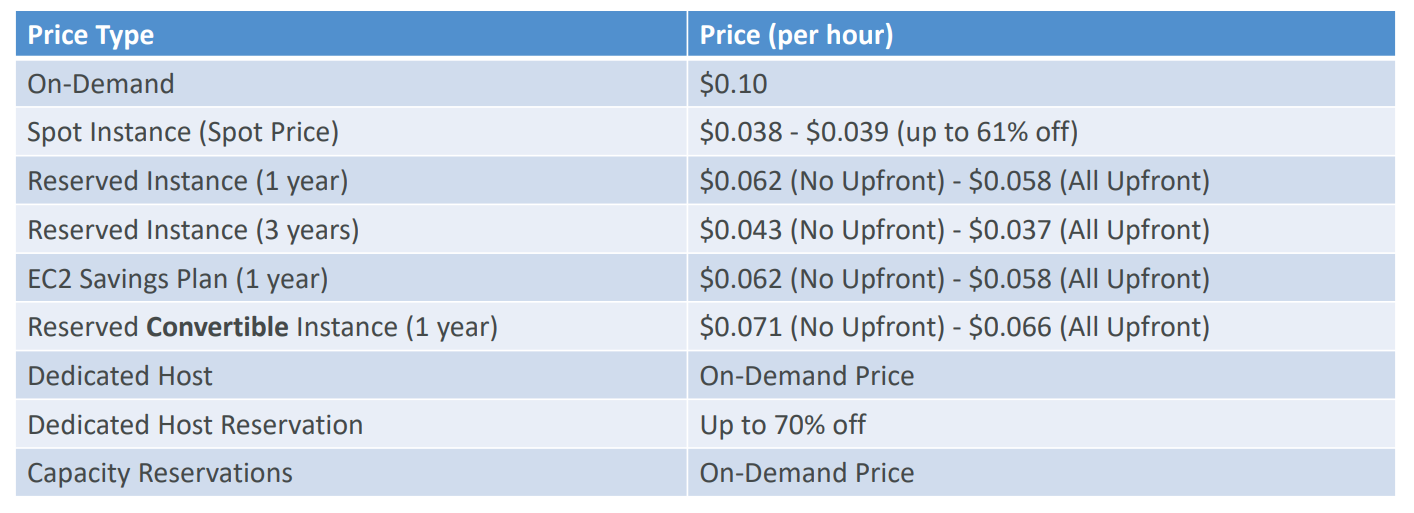 Price Type Price (per hour)
On-Demand $0.10
Spot Instance (Spot Price) $0.038 - $0.039 (up to 61% off)
Reserved Instance (1 year) $0.062 (No Upfront) - $0.058 (All Upfront)
Reserved Instance (3 years) $0.043 (No Upfront) - $0.037 (All Upfront)
EC2 Savings Plan (1 year) $0.062 (No Upfront) - $0.058 (All Upfront)
Reserved Convertible Instance (1 year) $0.071 (No Upfront) - $0.066 (All Upfront)
Dedicated Host On-Demand Price
Dedicated Host Reservation Up to 70% off
Capacity Reservations On-Demand Price